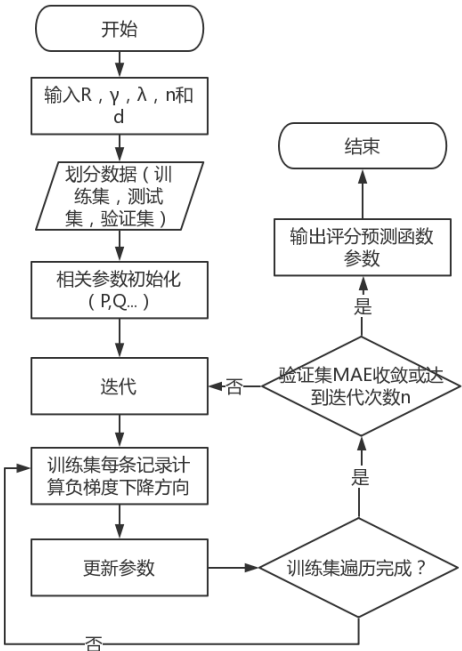 开始
输入R，γ，λ，n和
d
划分数据（训
练集，测试
集，验证集）
相关参数初始化
（P,Q...）
迭代
训练集每条记录计
算负梯度下降方向
更新参数
训练集遍历完成？
否
是
验证集MAE收敛或达
到迭代次数n
否
是
输出评分预测函数
参数
结束